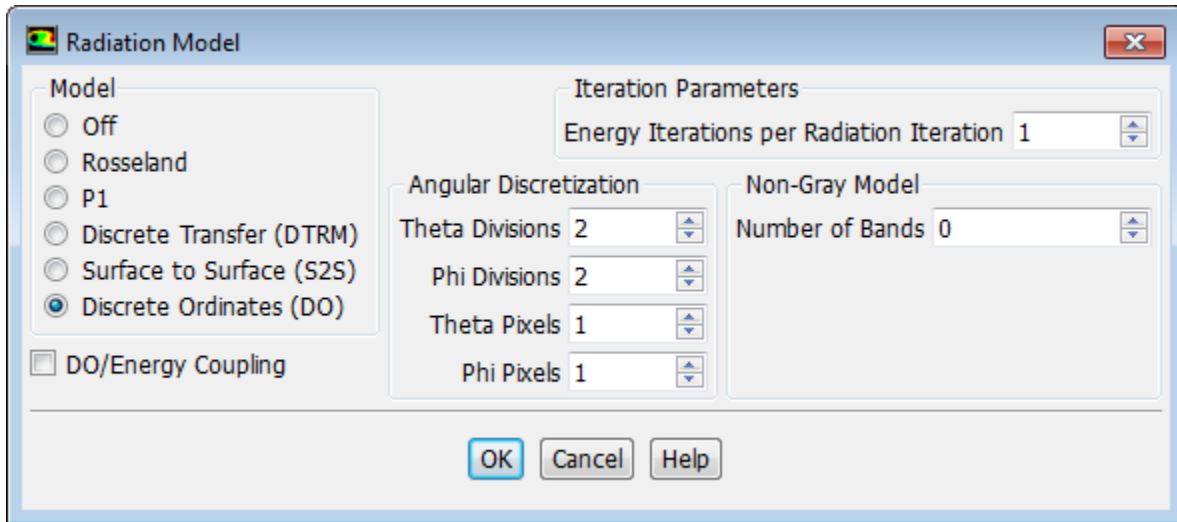 Radiation Model
Model
Off
Rosseland
P1
Discrete Transfer (DTRM)
Surface to Surface (S2S)
Discrete Ordinates (DO)
DO/Energy Coupling
Iteration Parameters
Energy Iterations per Radiation Iteration 1
Angular Discretization
Theta Divisions 2
Phi Divisions 2
Theta Pixels 1
Phi Pixels 1
Non-Gray Model
Number of Bands 0
OK Cancel Help